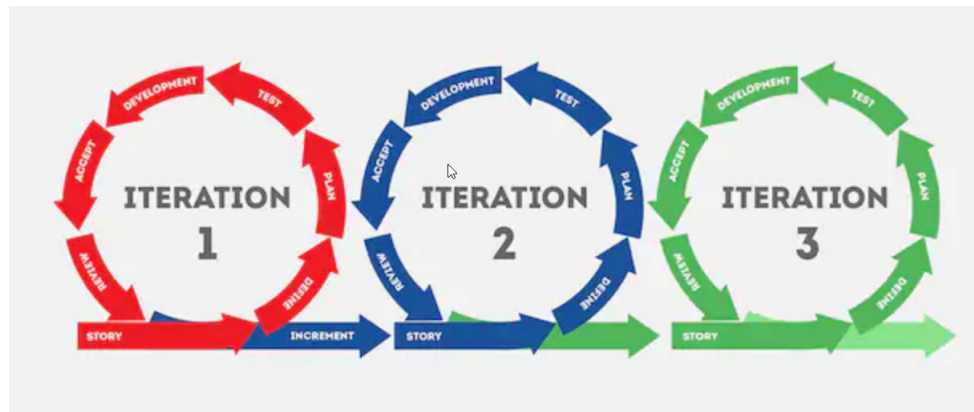 DEVELOPMENT
TEST
ACCEPT
PLAN
ITERATION
1
REVIEW
DEFINE
STORY
INCREMENT
DEVELOPMENT
TEST
ACCEPT
PLAN
ITERATION
2
REVIEW
DEFINE
STORY
DEVELOPMENT
TEST
ACCEPT
PLAN
ITERATION
3
REVIEW
DEFINE
STORY